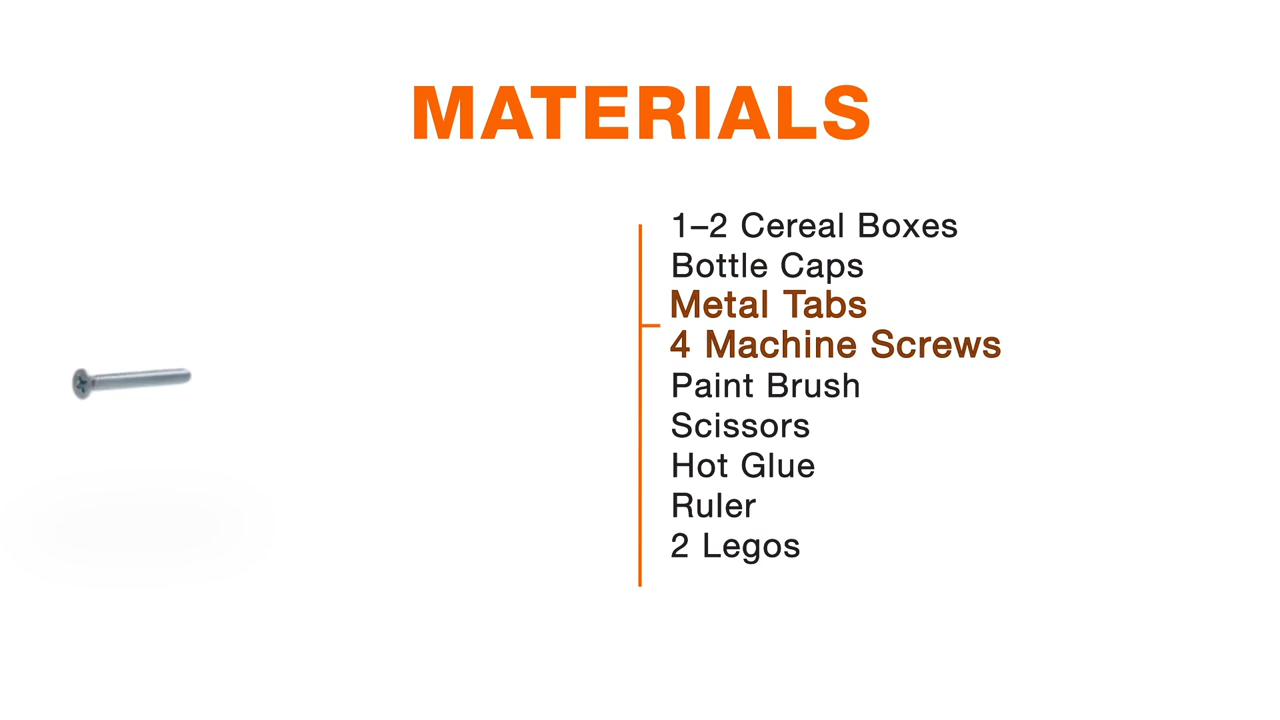 MATERIALS
1–2 Cereal Boxes
Bottle Caps
Metal Tabs
4 Machine Screws
Paint Brush
Scissors
Hot Glue
Ruler
2 Legos